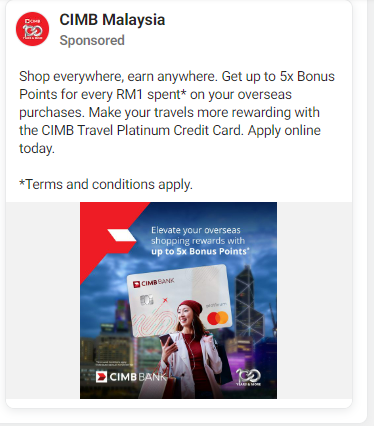 CIMB Malaysia
Sponsored
Shop everywhere, earn anywhere. Get up to 5x Bonus
Points for every RM1 spent* on your overseas
purchases. Make your travels more rewarding with
the CIMB Travel Platinum Credit Card. Apply online
today.
*Terms and conditions apply.
Elevate your overseas
shopping rewards with
up to 5x Bonus Points*
CIMB BANK
platinum
mastercard
CIMB BANK
YEARS & MORE